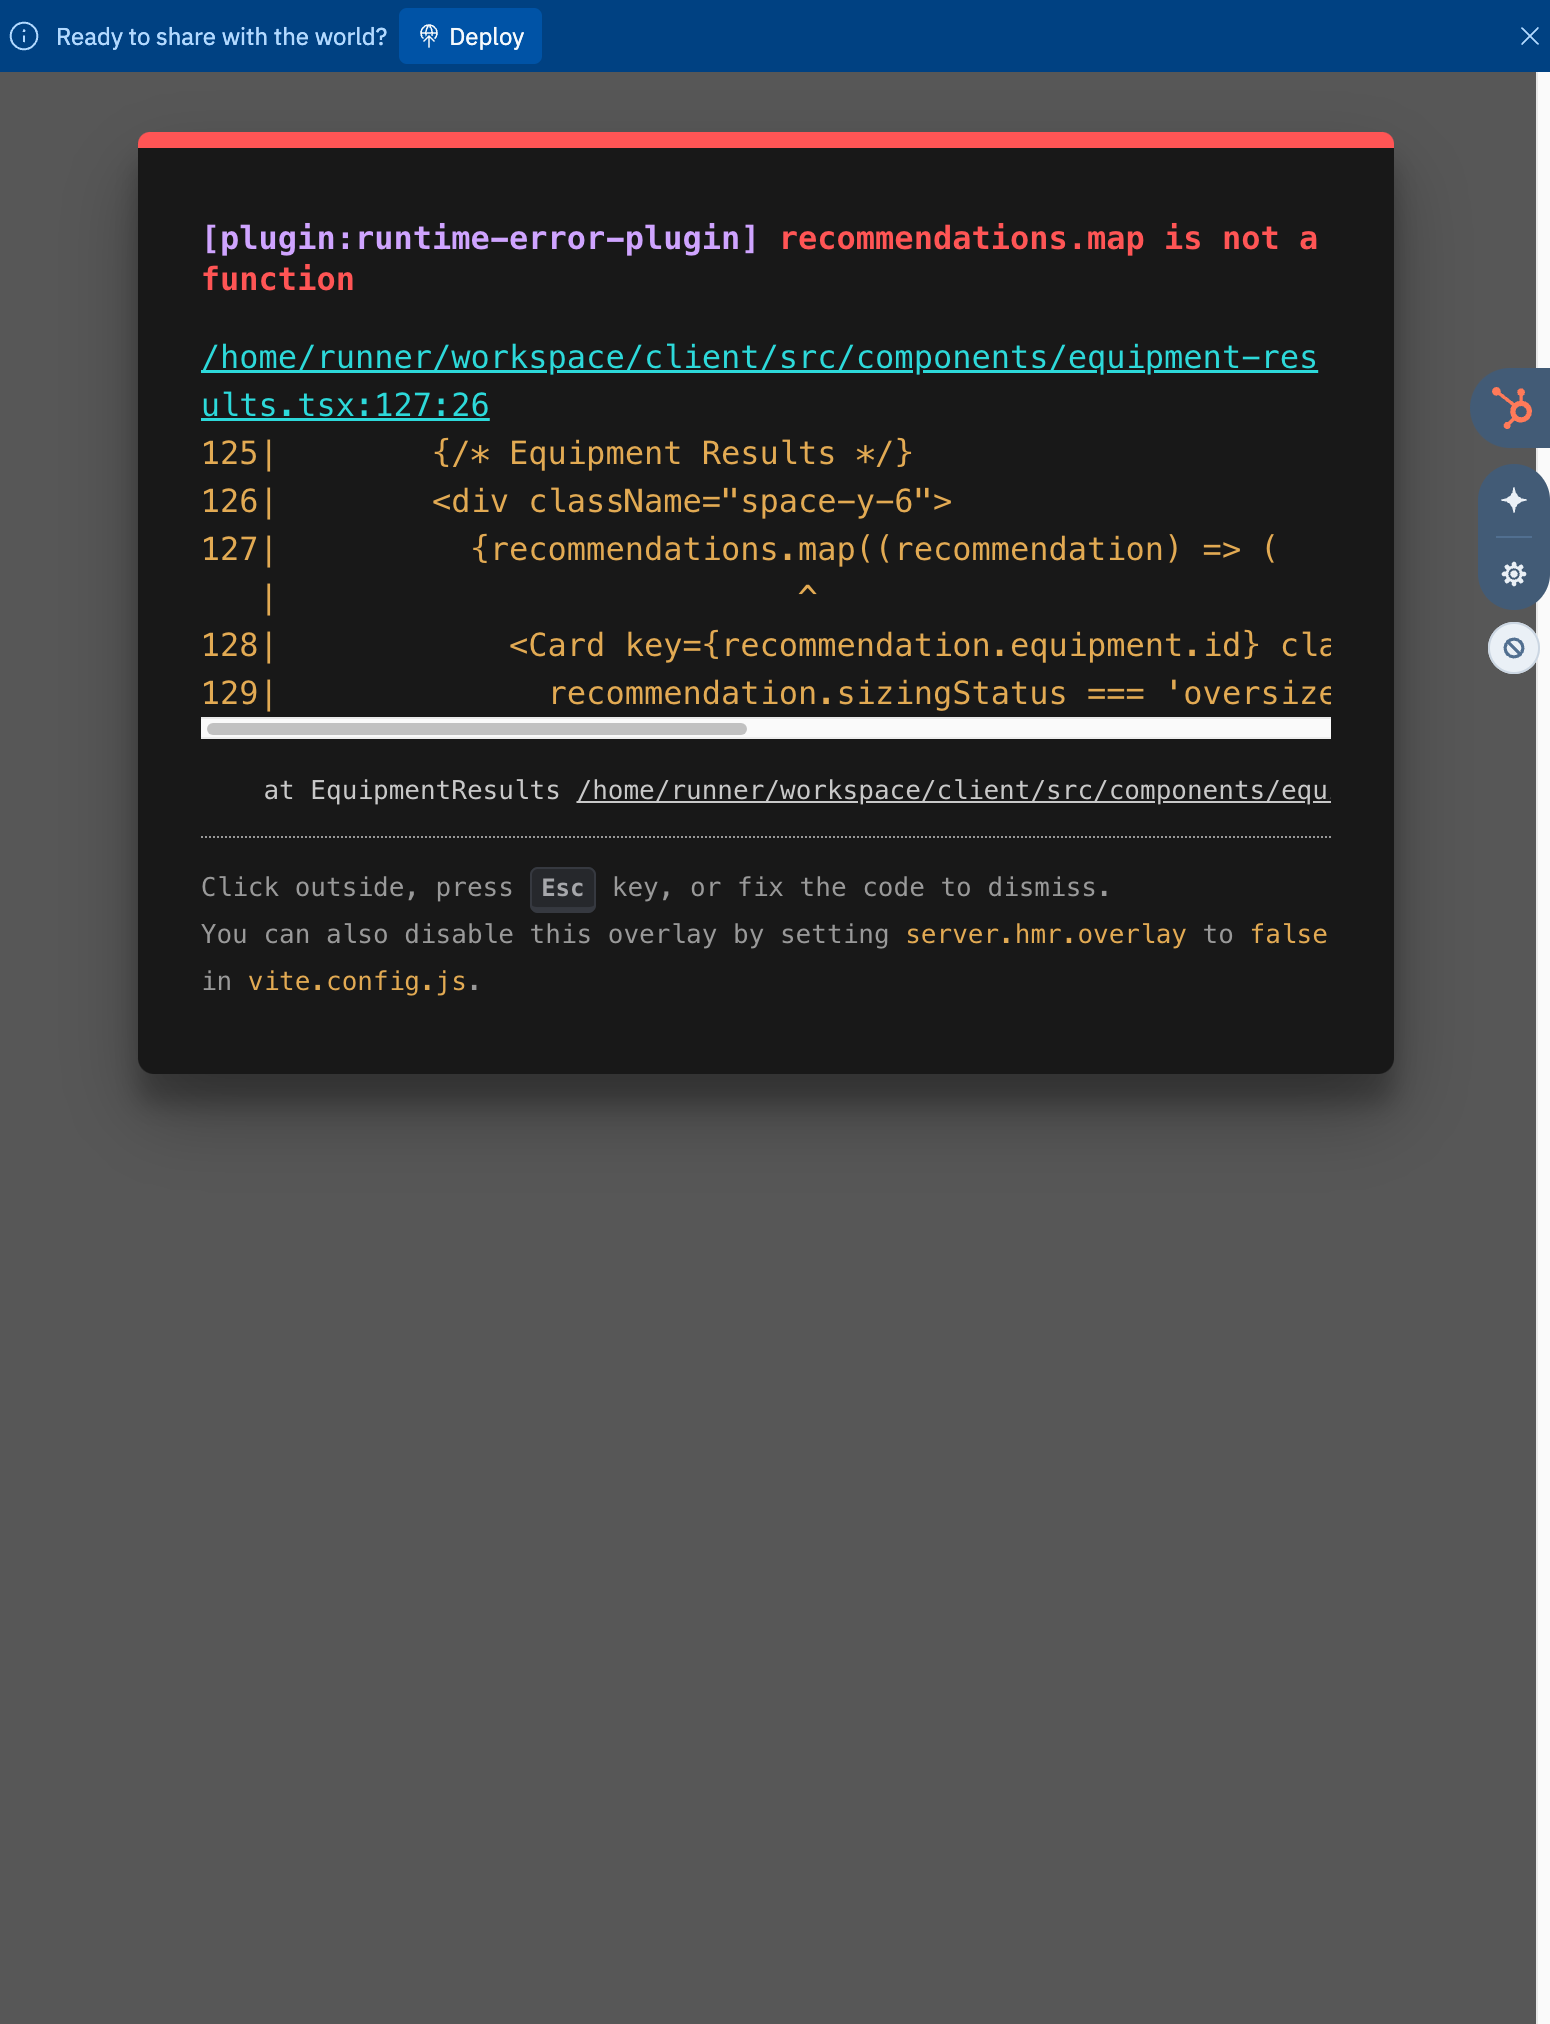 Ready to share with the world? Deploy
[plugin:runtime-error-plugin] recommendations.map is not a
function
/home/runner/workspace/client/src/components/equipment-res
ults.tsx:127:26
125|        {/* Equipment Results */}
126|        <div className="space-y-6">
127|          {recommendations.map((recommendation) => (
   |                           ^
128|            <Card key={recommendation.equipment.id} cla
129|              recommendation.sizingStatus === 'oversize
    at EquipmentResults /home/runner/workspace/client/src/components/equ
Click outside, press Esc key, or fix the code to dismiss.
You can also disable this overlay by setting server.hmr.overlay to false
in vite.config.js.